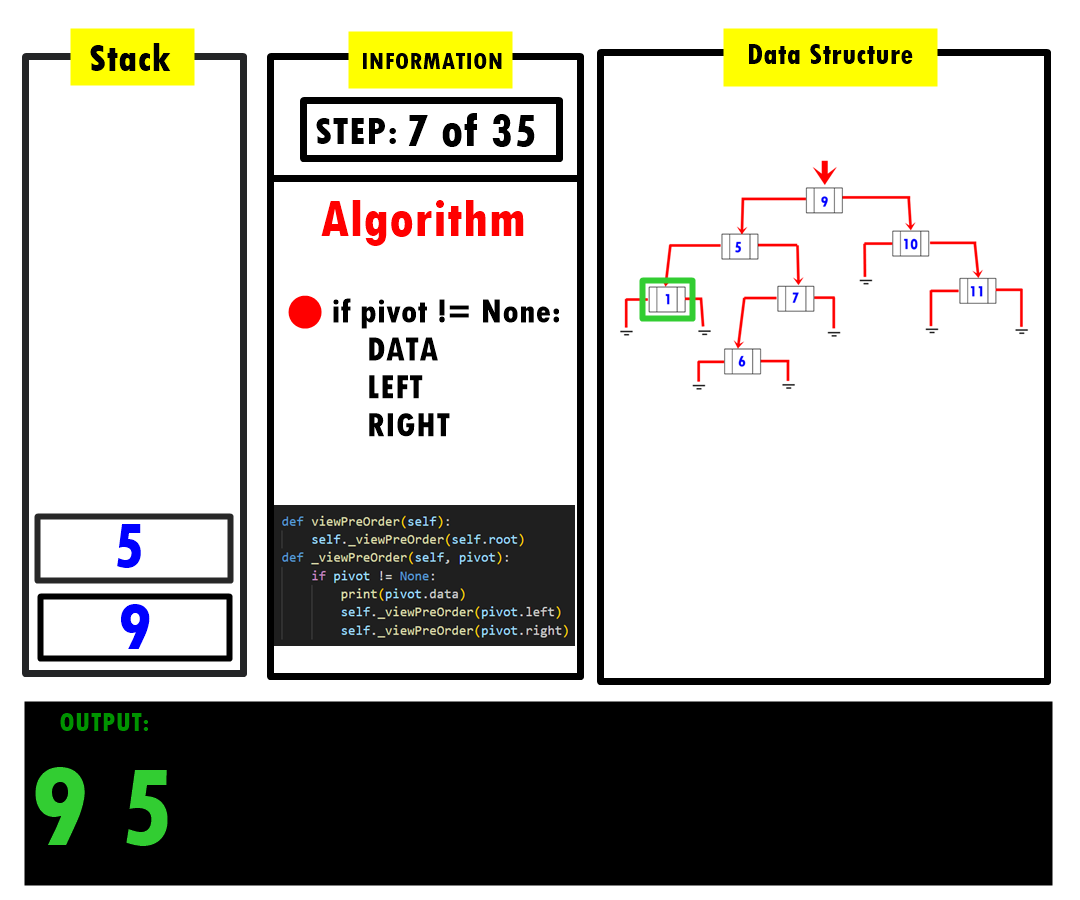 Stack
5
9
INFORMATION
STEP: 7 of 35
Algorithm
if pivot != None:
DATA
LEFT
RIGHT
def viewPreOrder(self):
self._viewPreOrder(self.root)
def _viewPreOrder(self, pivot):
if pivot != None:
print(pivot.data)
self._viewPreOrder(pivot.left)
self._viewPreOrder(pivot.right)
Data Structure
9
5
10
1
7
11
6
OUTPUT:
9 5